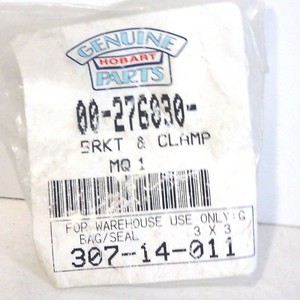 GENUINE
HOBART
PARTS
00-276030-
BRKT & CLAMP
MQ 1
FOR WAREHOUSE USE ONLY:G
BAG/SEAL 3 X 3
307-14-011